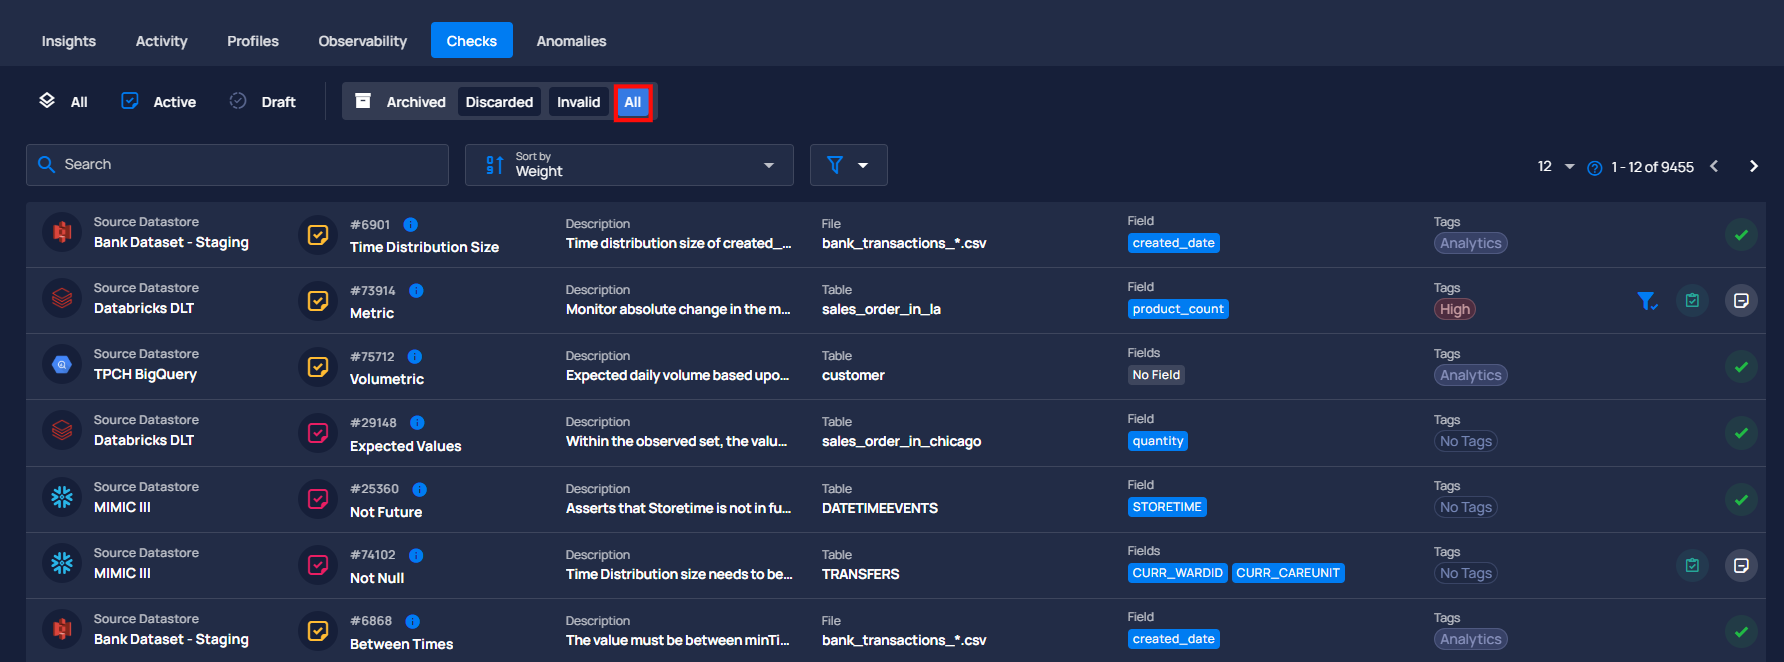 Insights Activity Profiles Observability Checks Anomalies
All Active Draft Archived Discarded Invalid All
Search Sort by
Weight 12 1 - 12 of 9455
Source Datastore #6901 Description File Field Tags
Bank Dataset - Staging Time Distribution Size Time distribution size of created_... bank_transactions_*.csv created_date Analytics
Source Datastore #73914 Description Table Field Tags
Databricks DLT Metric Monitor absolute change in the m... sales_order_in_la product_count High
Source Datastore #75712 Description Table Fields Tags
TPCH BigQuery Volumetric Expected daily volume based upo... customer No Field Analytics
Source Datastore #29148 Description Table Field Tags
Databricks DLT Expected Values Within the observed set, the valu... sales_order_in_chicago quantity No Tags
Source Datastore #25360 Description Table Field Tags
MIMIC III Not Future Asserts that Storetime is not in fu... DATETIMEEVENTS STORETIME No Tags
Source Datastore #74102 Description Table Fields Tags
MIMIC III Not Null Time Distribution size needs to be... TRANSFERS CURR_WARDID CURR_CAREUNIT No Tags
Source Datastore #6868 Description File Field Tags
Bank Dataset - Staging Between Times The value must be between minTi... bank_transactions_*.csv created_date Analytics